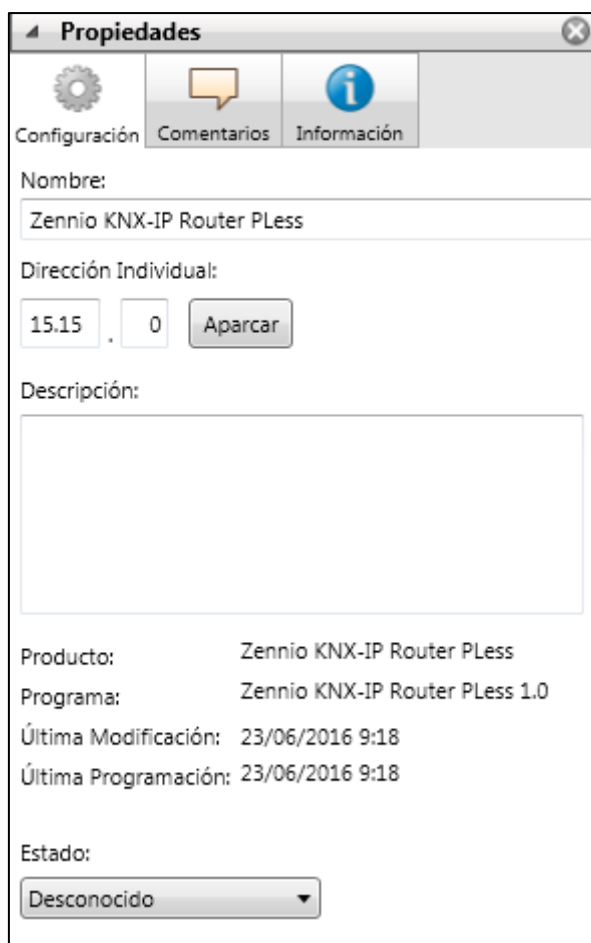 Propiedades
Configuración Comentarios Información
Nombre:
Zennio KNX-IP Router PLess
Dirección Individual:
15.15 . 0 Aparcar
Descripción:
Producto: Zennio KNX-IP Router PLess
Programa: Zennio KNX-IP Router PLess 1.0
Última Modificación: 23/06/2016 9:18
Última Programación: 23/06/2016 9:18
Estado:
Desconocido